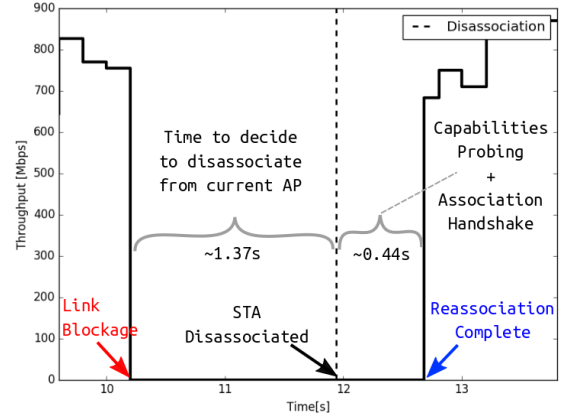 900
800
700
600
500
400
300
200
100
0
Throughput [Mbps]
Disassociation
Time to decide
to disassociate
from current AP
Capabilities
Probing
+
Association
Handshake
~1.37s
~0.44s
Link
Blockage
STA
Disassociated
Reassociation
Complete
10
11
12
13
Time[s]